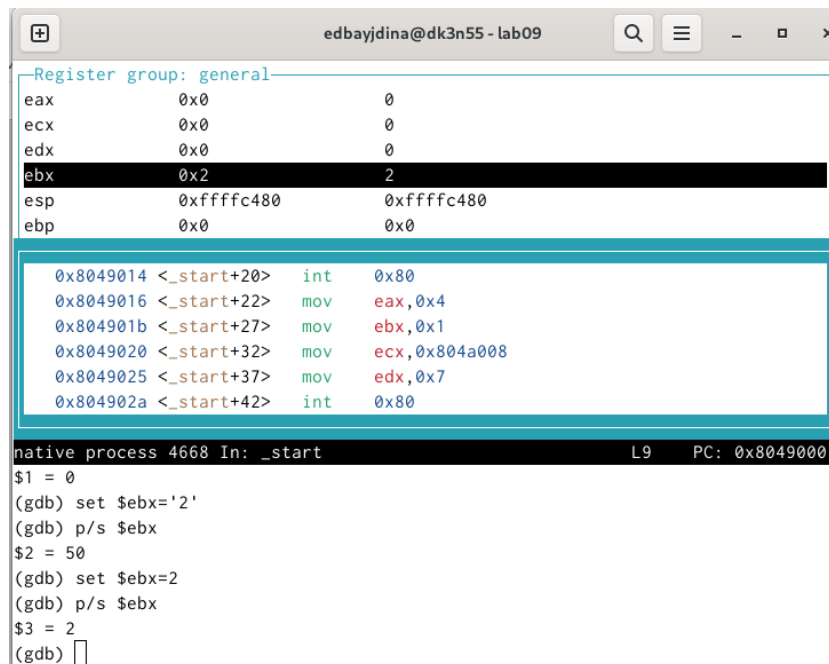 edbayjdina@dk3n55 - lab09
Register group: general
eax 0x0 0
ecx 0x0 0
edx 0x0 0
ebx 0x2 2
esp 0xffffc480 0xffffc480
ebp 0x0 0x0
0x8049014 <_start+20> int 0x80
0x8049016 <_start+22> mov eax,0x4
0x804901b <_start+27> mov ebx,0x1
0x8049020 <_start+32> mov ecx,0x804a008
0x8049025 <_start+37> mov edx,0x7
0x804902a <_start+42> int 0x80
native process 4668 In: _start L9 PC: 0x8049000
$1 = 0
(gdb) set $ebx='2'
(gdb) p/s $ebx
$2 = 50
(gdb) set $ebx=2
(gdb) p/s $ebx
$3 = 2
(gdb)